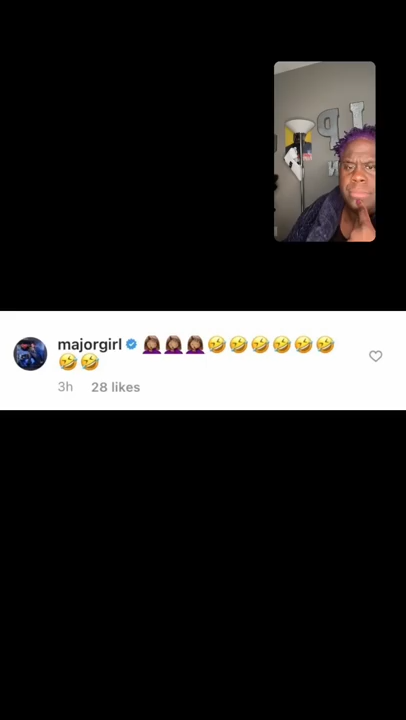 I
P
N
majorgirl 🤦🏽‍♀️🤦🏽‍♀️🤦🏽‍♀️🤣🤣🤣🤣🤣🤣
🤣🤣
3h 28 likes